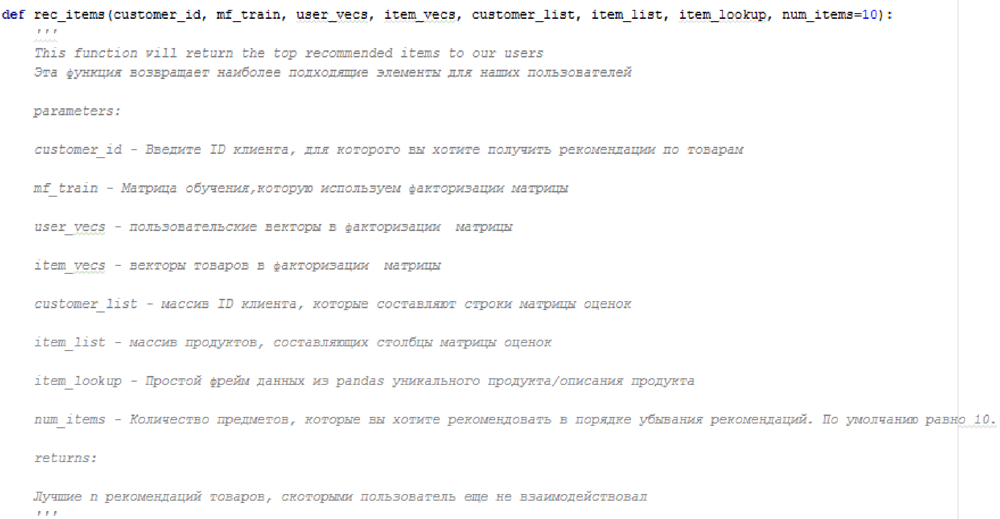 def rec_items(customer_id, mf_train, user_vecs, item_vecs, customer_list, item_list, item_lookup, num_items=10):
'''
This function will return the top recommended items to our users
Эта функция возвращает наиболее подходящие элементы для наших пользователей
parameters:
customer_id - Введите ID клиента, для которого вы хотите получить рекомендации по товарам
mf_train - Матрица обучения,которую используем факторизации матрицы
user_vecs - пользовательские векторы в факторизации  матрицы
item_vecs - векторы товаров в факторизации  матрицы
customer_list - массив ID клиента, которые составляют строки матрицы оценок
item_list - массив продуктов, составляющих столбцы матрицы оценок
item_lookup - Простой фрейм данных из pandas уникального продукта/описания продукта
num_items - Количество предметов, которые вы хотите рекомендовать в порядке убывания рекомендаций. По умолчанию равно 10.
returns:
Лучшие n рекомендаций товаров, скоторыми пользователь еще не взаимодействовал
'''